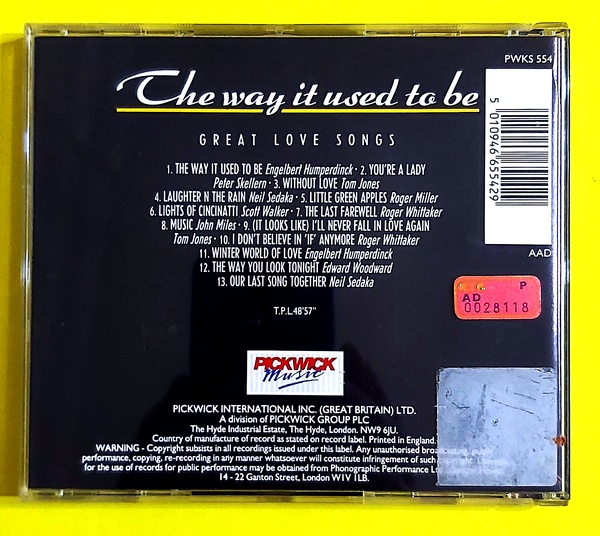 PWKS 554
The way it used to be
GREAT LOVE SONGS
1. THE WAY IT USED TO BE Engelbert Humperdinck · 2. YOU'RE A LADY
Peter Skellern · 3. WITHOUT LOVE Tom Jones
4. LAUGHTER N THE RAIN Neil Sedaka · 5. LITTLE GREEN APPLES Roger Miller
6. LIGHTS OF CINCINATTI Scott Walker · 7. THE LAST FAREWELL Roger Whittaker
8. MUSIC John Miles · 9. (IT LOOKS LIKE) I'LL NEVER FALL IN LOVE AGAIN
Tom Jones · 10. I DON'T BELIEVE IN 'IF' ANYMORE Roger Whittaker
11. WINTER WORLD OF LOVE Engelbert Humperdinck
12. THE WAY YOU LOOK TONIGHT Edward Woodward
13. OUR LAST SONG TOGETHER Neil Sedaka
T.P.L.48'57"
5 010946 655429
AAD
P
AD
0028118
PICKWICK
Music
PICKWICK INTERNATIONAL INC. (GREAT BRITAIN) LTD.
A division of PICKWICK GROUP PLC
The Hyde Industrial Estate, The Hyde, London. NW9 6JU.
Country of manufacture of record as stated on record label. Printed in England.
WARNING - Copyright subsists in all recordings issued under this label. Any unauthorised broadcasting, public
performance, copying, re-recording in any manner whatsoever will constitute infringement of such copyright.
for the use of records for public performance may be obtained from Phonographic Performance
14 - 22 Ganton Street, London W1V 1LB.